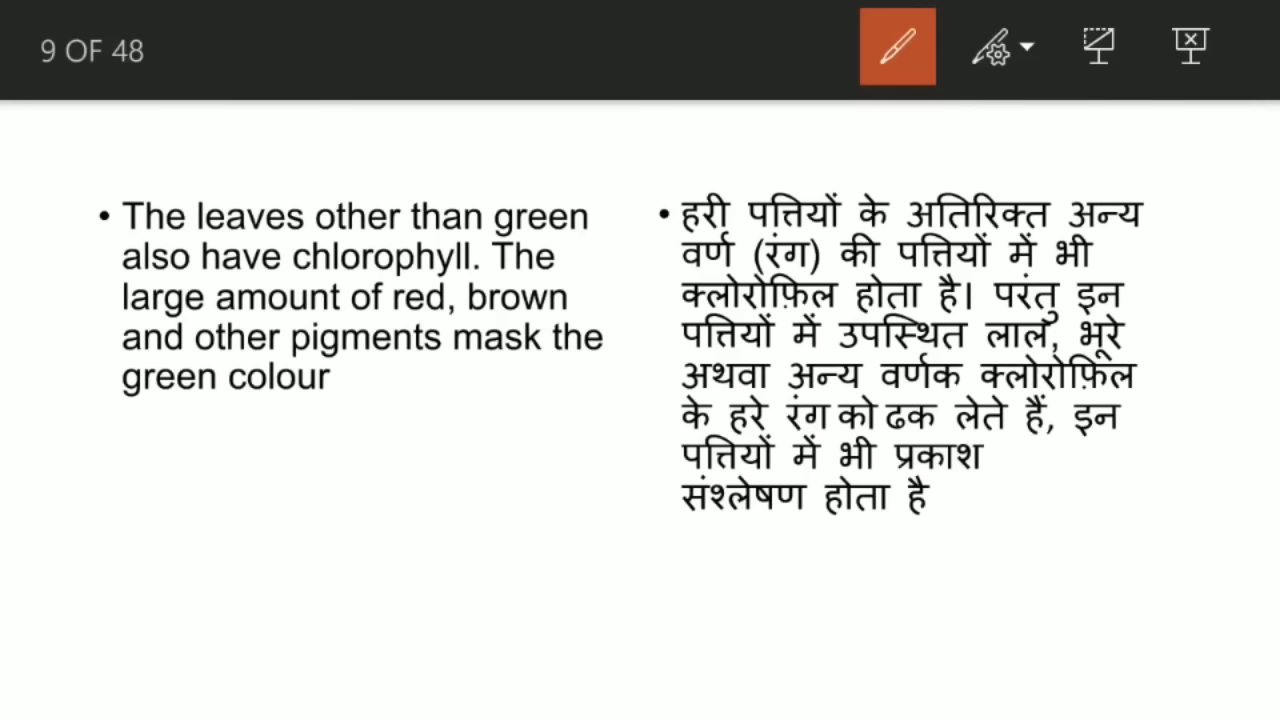 9 OF 48
• The leaves other than green
also have chlorophyll. The
large amount of red, brown
and other pigments mask the
green colour
• हरी पत्तियों के अतिरिक्त अन्य
वर्ण (रंग) की पत्तियों में भी
क्लोरोफ़िल होता है। परंतु इन
पत्तियों में उपस्थित लाल, भूरे
अथवा अन्य वर्णक क्लोरोफ़िल
के हरे रंग को ढक लेते हैं, इन
पत्तियों में भी प्रकाश
संश्लेषण होता है